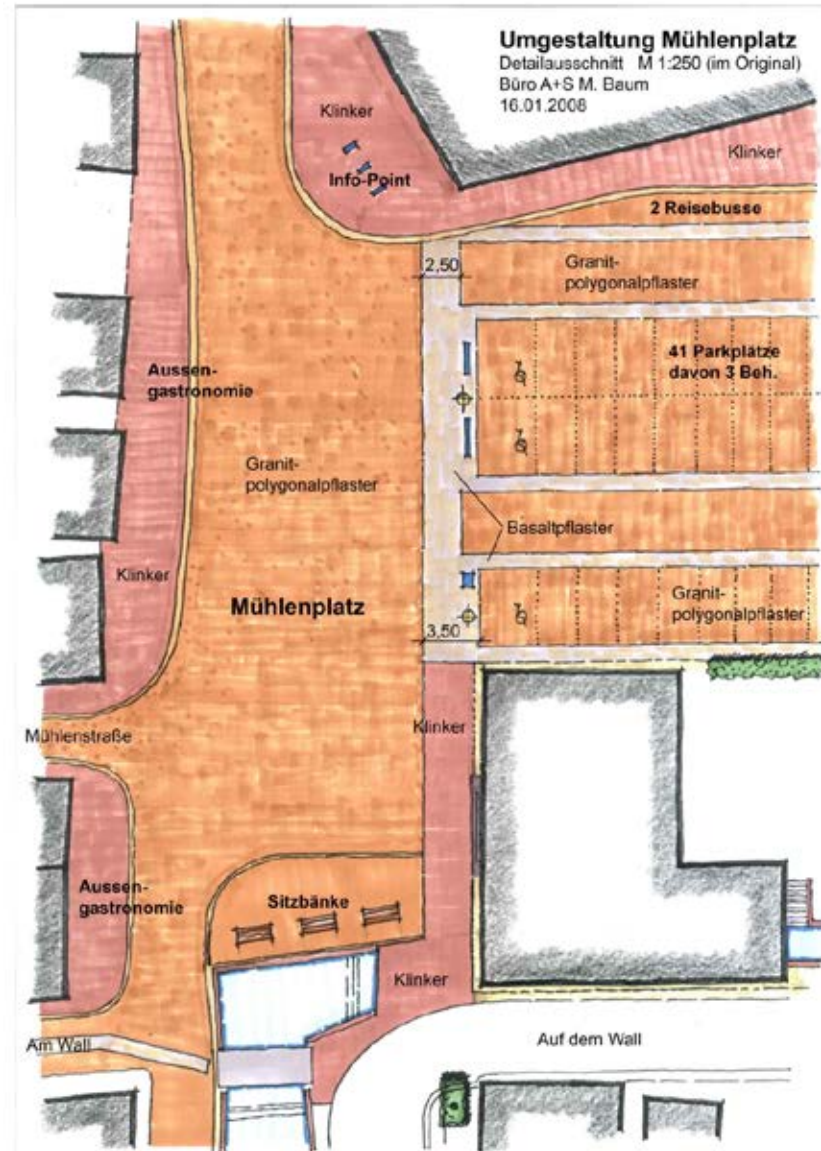 Umgestaltung Mühlenplatz
Detailausschnitt M 1:250 (im Original)
Büro A+S M. Baum
16.01.2008
Klinker
Klinker
Info-Point
2 Reisebusse
2,50
Granit-
polygonalpflaster
41 Parkplätze
davon 3 Beh.
Aussen-
gastronomie
Granit-
polygonalpflaster
Basaltpflaster
Klinker
Mühlenplatz
Granit-
polygonalpflaster
3,50
Klinker
Mühlenstraße
Aussen-
gastronomie
Sitzbänke
Klinker
Am Wall
Auf dem Wall